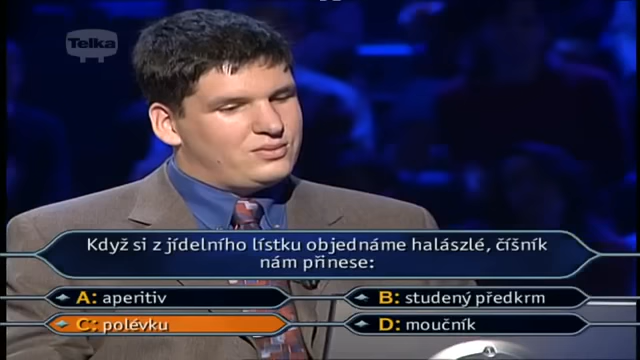 Telka
Když si z jídelního lístku objednáme halászlé, číšník
nám přinese:
A: aperitiv
B: studený předkrm
C: polévku
D: moučník